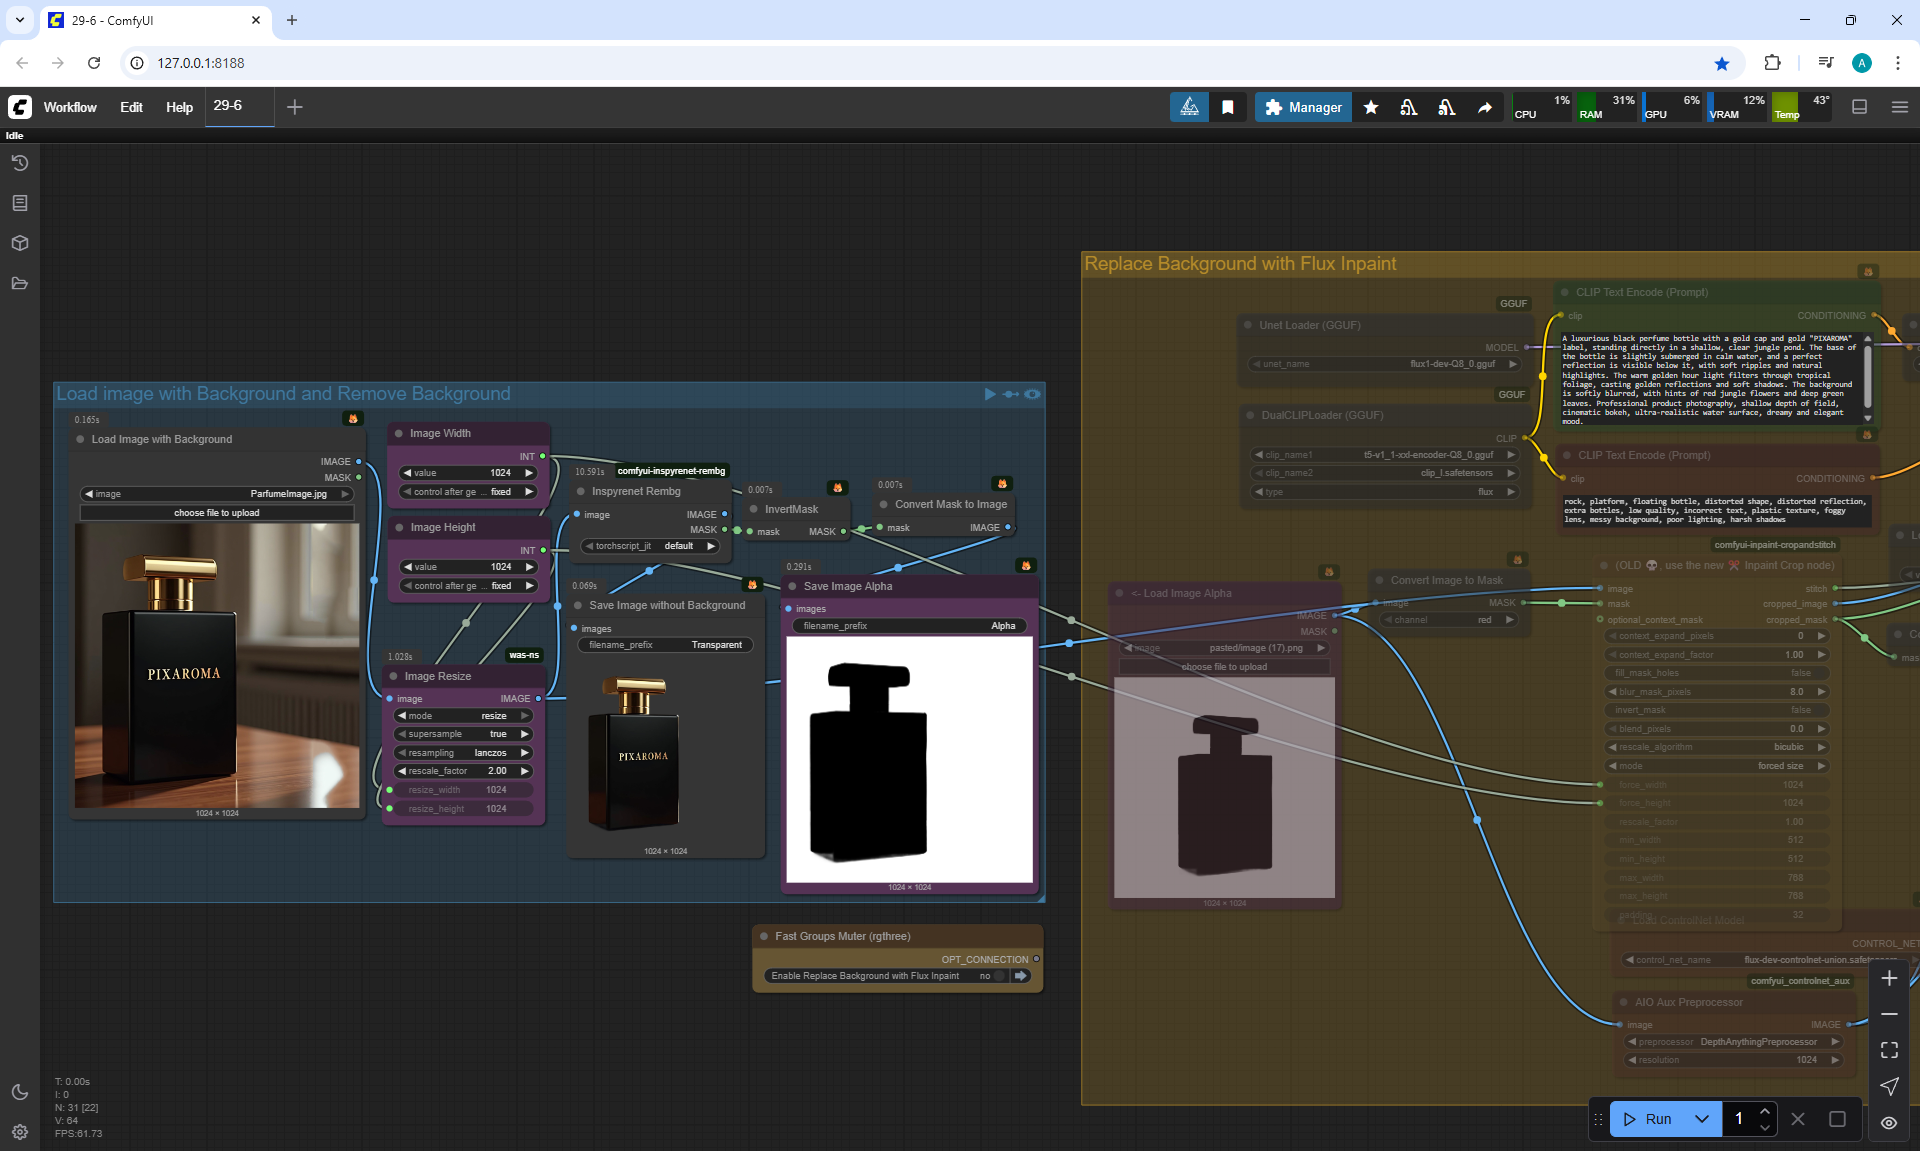 29-6 - ComfyUI
127.0.0.1:8188
A
Workflow
Edit
Help
29-6
Manager
1%
CPU
31%
RAM
6%
GPU
12%
VRAM
43°
Temp
Idle
Replace Background with Flux Inpaint
Load image with Background and Remove Background
0.165s
Load Image with Background
IMAGE
MASK
image
ParfumeImage.jpg
choose file to upload
PIXAROMA
1024 × 1024
Image Width
INT
value
1024
control after ge ...
fixed
Image Height
INT
value
1024
control after ge ...
fixed
1.028s
was-ns
Image Resize
image
IMAGE
mode
resize
supersample
true
resampling
lanczos
rescale_factor
2.00
resize_width
1024
resize_height
1024
10.591s
comfyui-inspyrenet-rembg
Inspyrenet Rembg
image
IMAGE
MASK
torchscript_jit
default
0.007s
InvertMask
mask
MASK
0.007s
Convert Mask to Image
mask
IMAGE
0.069s
Save Image without Background
images
filename_prefix
Transparent
PIXAROMA
1024 × 1024
0.291s
Save Image Alpha
images
filename_prefix
Alpha
1024 × 1024
Fast Groups Muter (rgthree)
OPT_CONNECTION
Enable Replace Background with Flux Inpaint
no
GGUF
Unet Loader (GGUF)
MODEL
unet_name
flux1-dev-Q8_0.gguf
GGUF
DualCLIPLoader (GGUF)
CLIP
clip_name1
t5-v1_1-xxl-encoder-Q8_0.gguf
clip_name2
clip_l.safetensors
type
flux
CLIP Text Encode (Prompt)
clip
CONDITIONING
A luxurious black perfume bottle with a gold cap and gold "PIXAROMA"
label, standing directly in a shallow, clear jungle pond. The base of
the bottle is slightly submerged in calm water, and a perfect
reflection is visible below it, with soft ripples and natural
highlights. The warm golden hour light filters through tropical
foliage, casting golden reflections and soft shadows. The background
is softly blurred, with hints of red jungle flowers and deep green
leaves. Professional product photography, shallow depth of field,
cinematic bokeh, ultra-realistic water surface, dreamy and elegant
mood.
CLIP Text Encode (Prompt)
clip
CONDITIONING
rock, platform, floating bottle, distorted shape, distorted reflection,
extra bottles, low quality, incorrect text, plastic texture, foggy
lens, messy background, poor lighting, harsh shadows
<- Load Image Alpha
IMAGE
MASK
image
pasted/image (17).png
choose file to upload
1024 × 1024
Convert Image to Mask
image
MASK
channel
red
comfyui-inpaint-cropandstitch
(OLD 💀, use the new ✂️ Inpaint Crop node)
image
stitch
mask
cropped_image
optional_context_mask
cropped_mask
context_expand_pixels
0
context_expand_factor
1.00
fill_mask_holes
false
blur_mask_pixels
8.0
invert_mask
false
blend_pixels
0.0
rescale_algorithm
bicubic
mode
forced size
force_width
1024
force_height
1024
rescale_factor
1.00
min_width
512
min_height
512
max_width
768
max_height
768
padding
32
Load ControlNet Model
CONTROL_NET
control_net_name
flux-dev-controlnet-union.safetensors
comfyui_controlnet_aux
AIO Aux Preprocessor
image
IMAGE
preprocessor
DepthAnythingPreprocessor
resolution
1024
T: 0.00s
I: 0
N: 31 [22]
V: 64
FPS:61.73
Run
1